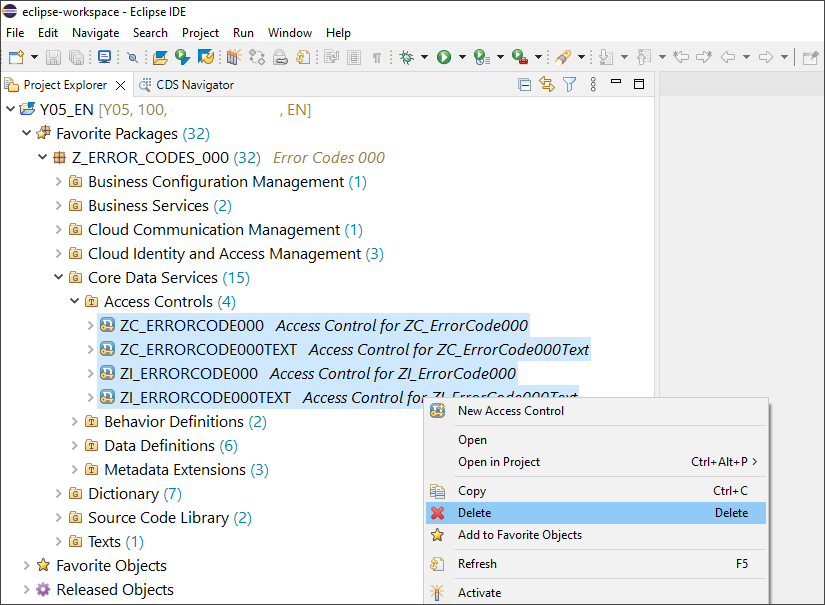 eclipse-workspace - Eclipse IDE
File Edit Navigate Search Project Run Window Help
Project Explorer CDS Navigator
Y05_EN [Y05, 100, , EN]
Favorite Packages (32)
Z_ERROR_CODES_000 (32) Error Codes 000
Business Configuration Management (1)
Business Services (2)
Cloud Communication Management (1)
Cloud Identity and Access Management (3)
Core Data Services (15)
Access Controls (4)
ZC_ERRORCODE000 Access Control for ZC_ErrorCode000
ZC_ERRORCODE000TEXT Access Control for ZC_ErrorCode000Text
ZI_ERRORCODE000 Access Control for ZI_ErrorCode000
ZI_ERRORCODE000TEXT Access Control for ZI_ErrorCode000Text
New Access Control
Behavior Definitions (2)
Open
Data Definitions (6)
Open in Project Ctrl+Alt+P
Metadata Extensions (3)
Dictionary (7)
Copy Ctrl+C
Source Code Library (2)
Delete Delete
Texts (1)
Add to Favorite Objects
Favorite Objects
Refresh F5
Released Objects
Activate